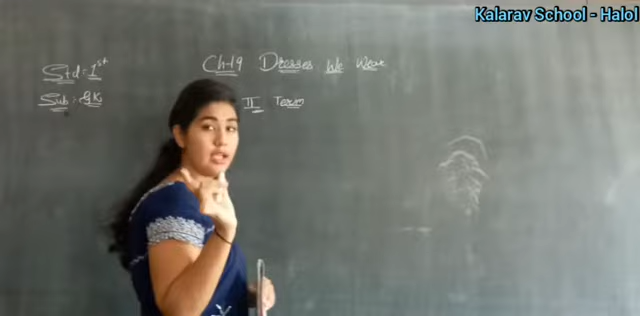 Kalarav School - Halol
Std:- 1st
Ch-19 Dresses We Wear
Sub:- G.K.
II Term